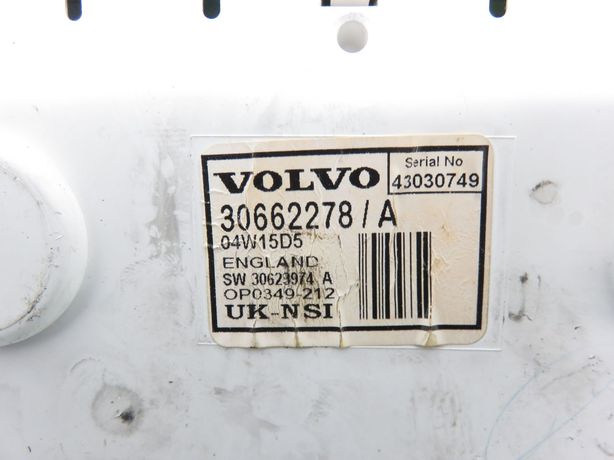 VOLVO
Serial No
43030749
30662278/A
04W15D5
ENGLAND
SW 30623974 A
OP0349-212
UK-NSI